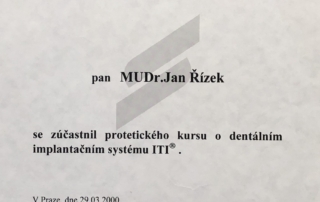 pan MUDr.Jan Řízek
se zúčastnil protetického kursu o dentálním
implantačním systému ITI® .
V Praze, dne 29.03.2000